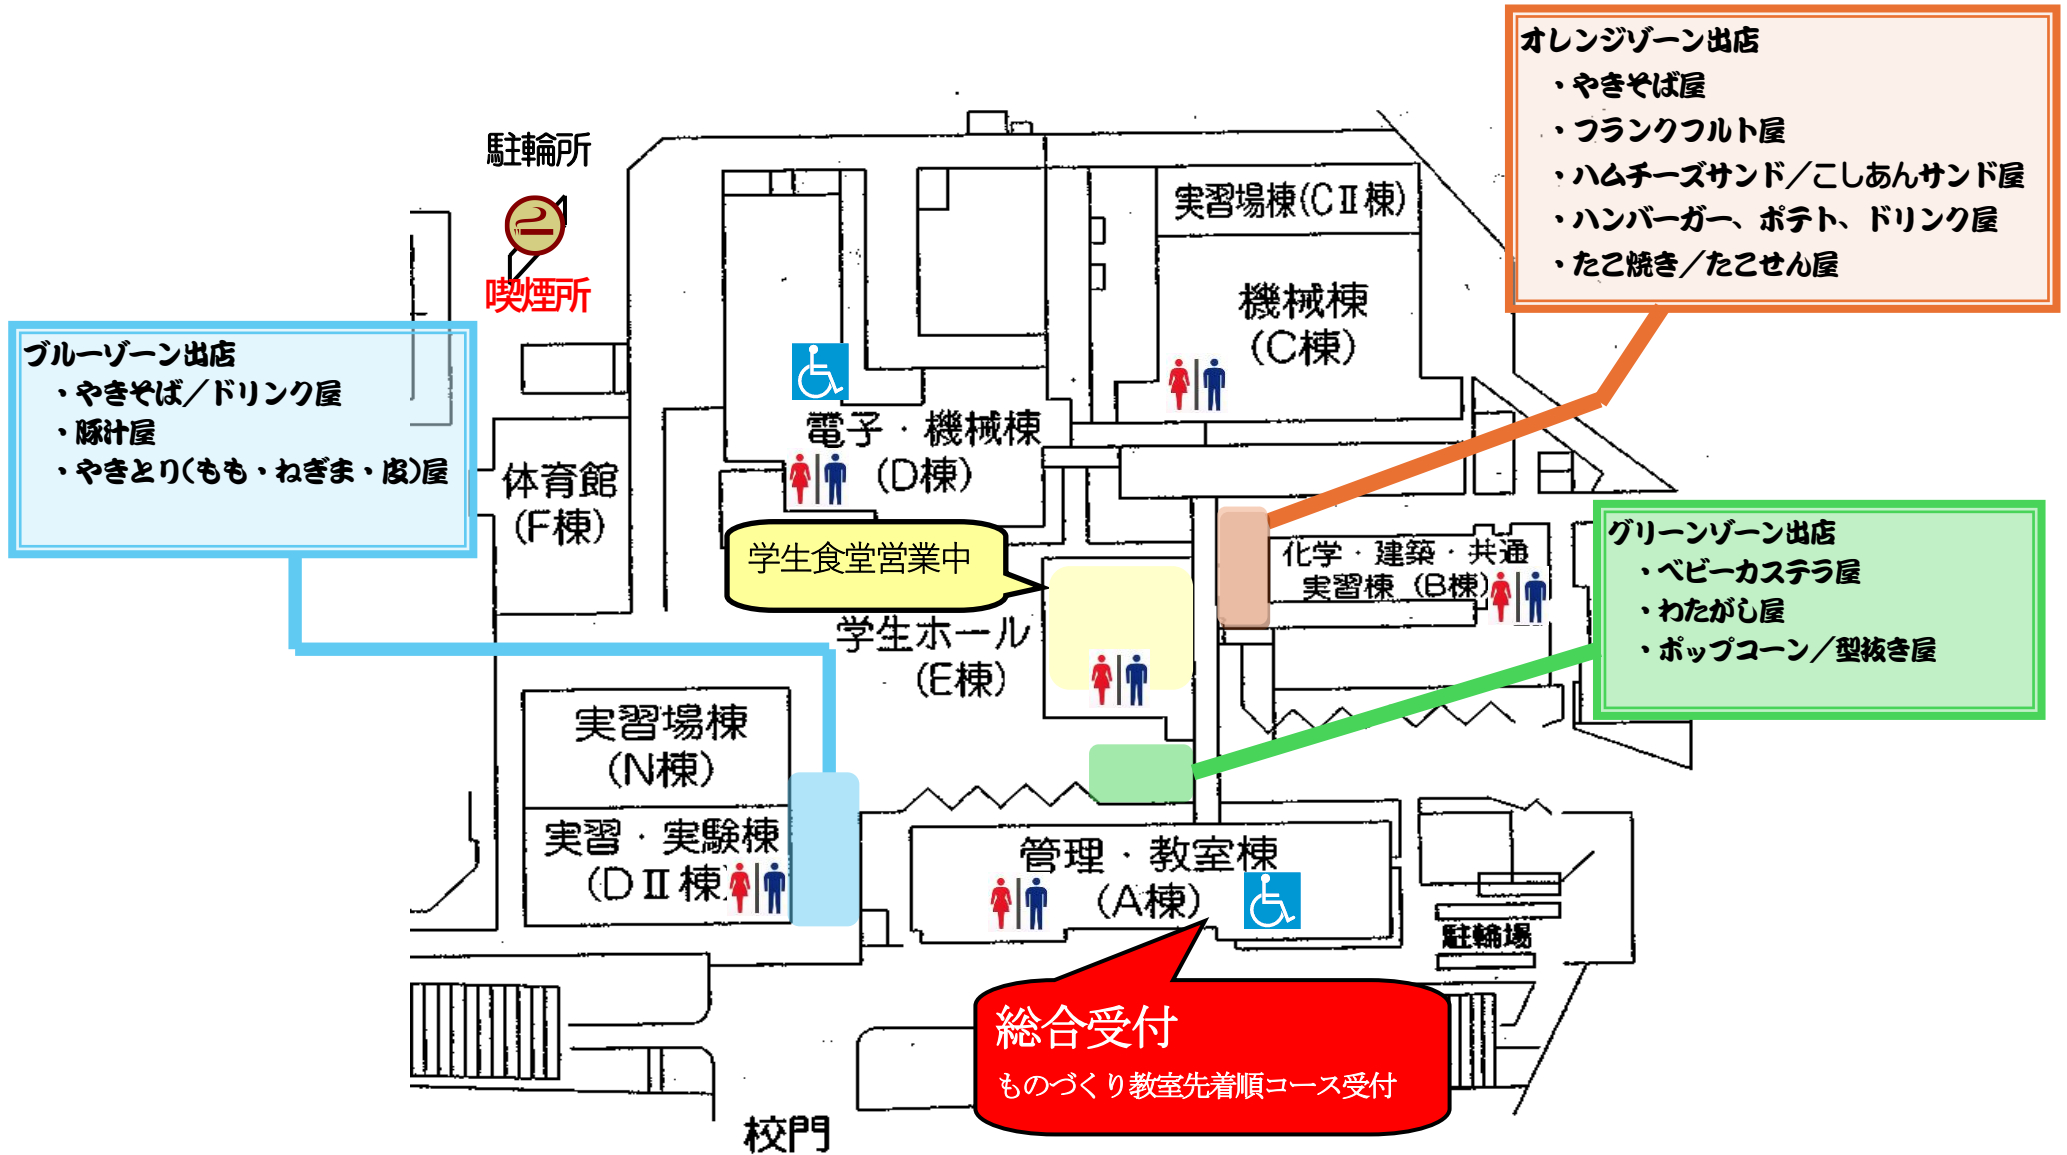 オレンジゾーン出店
・やきそば屋
・フランクフルト屋
・ハムチーズサンド／こしあんサンド屋
・ハンバーガー、ポテト、ドリンク屋
・たこ焼き／たこせん屋
駐輪所
喫煙所
実習場棟(CⅡ棟)
機械棟
(C棟)
ブルーゾーン出店
・やきそば／ドリンク屋
・豚汁屋
・やきとり(もも・ねぎま・皮)屋
電子・機械棟
(D棟)
体育館
(F棟)
学生食堂営業中
化学・建築・共通
実習棟 (B棟)
グリーンゾーン出店
・ベビーカステラ屋
・わたがし屋
・ポップコーン／型抜き屋
学生ホール
(E棟)
実習場棟
(N棟)
実習・実験棟
(DⅡ棟)
管理・教室棟
(A棟)
駐輪場
総合受付
ものづくり教室先着順コース受付
校門